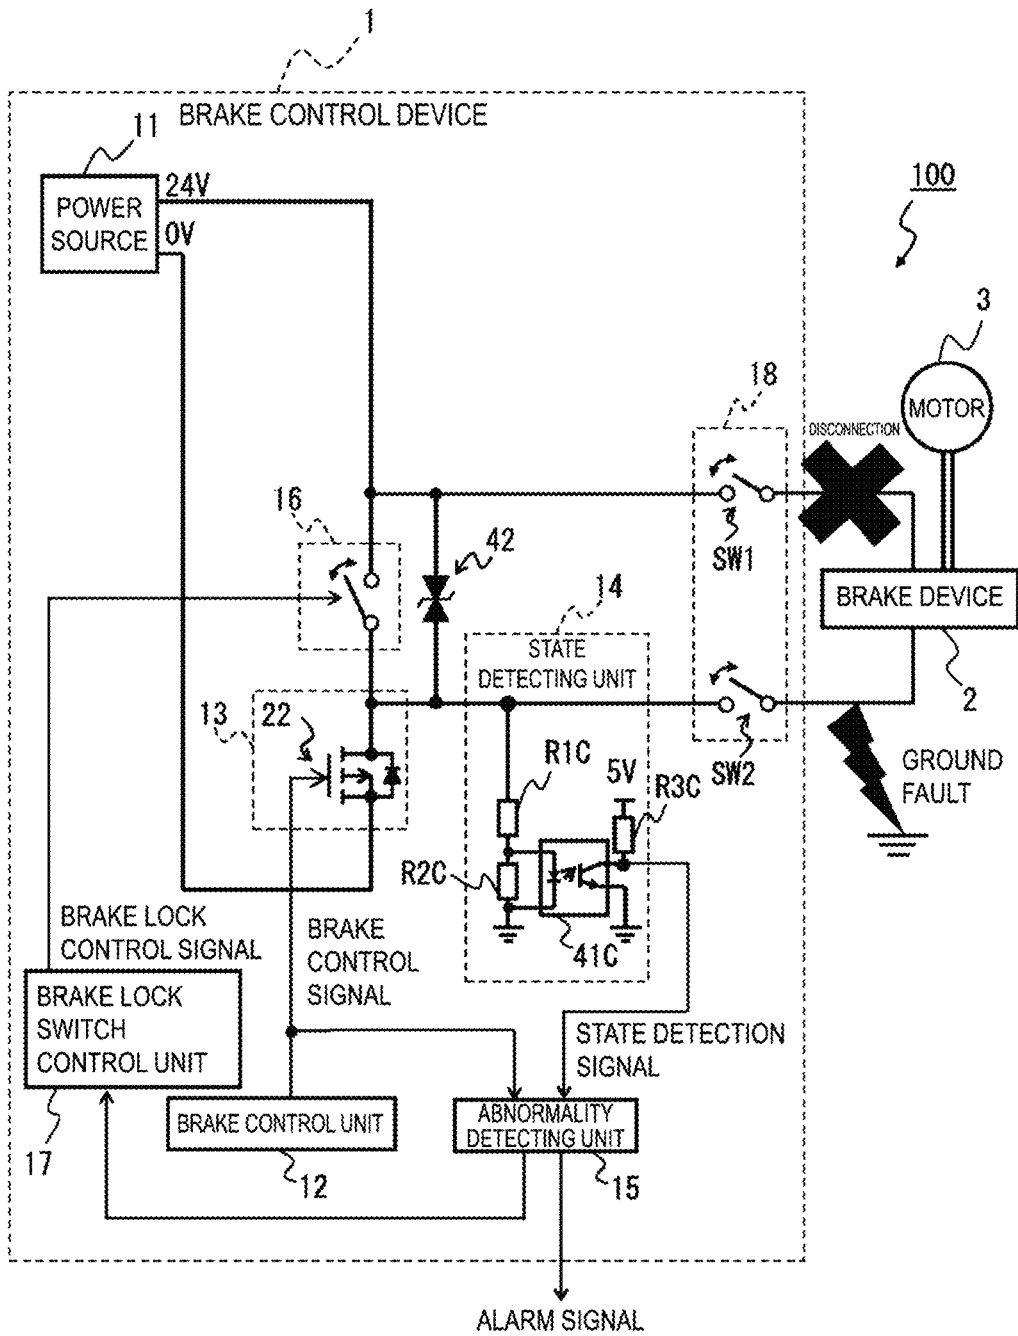 1
BRAKE CONTROL DEVICE
11
POWER
SOURCE
24V
0V
100
3
MOTOR
18
DISCONNECTION
16
SW1
42
14
BRAKE DEVICE
STATE
DETECTING UNIT
2
13
22
SW2
R1C
5V
R3C
GROUND
FAULT
R2C
41C
BRAKE LOCK
CONTROL SIGNAL
BRAKE
CONTROL
SIGNAL
BRAKE LOCK
SWITCH
CONTROL UNIT
STATE DETECTION
SIGNAL
17
BRAKE CONTROL UNIT
12
ABNORMALITY
DETECTING UNIT
15
ALARM SIGNAL